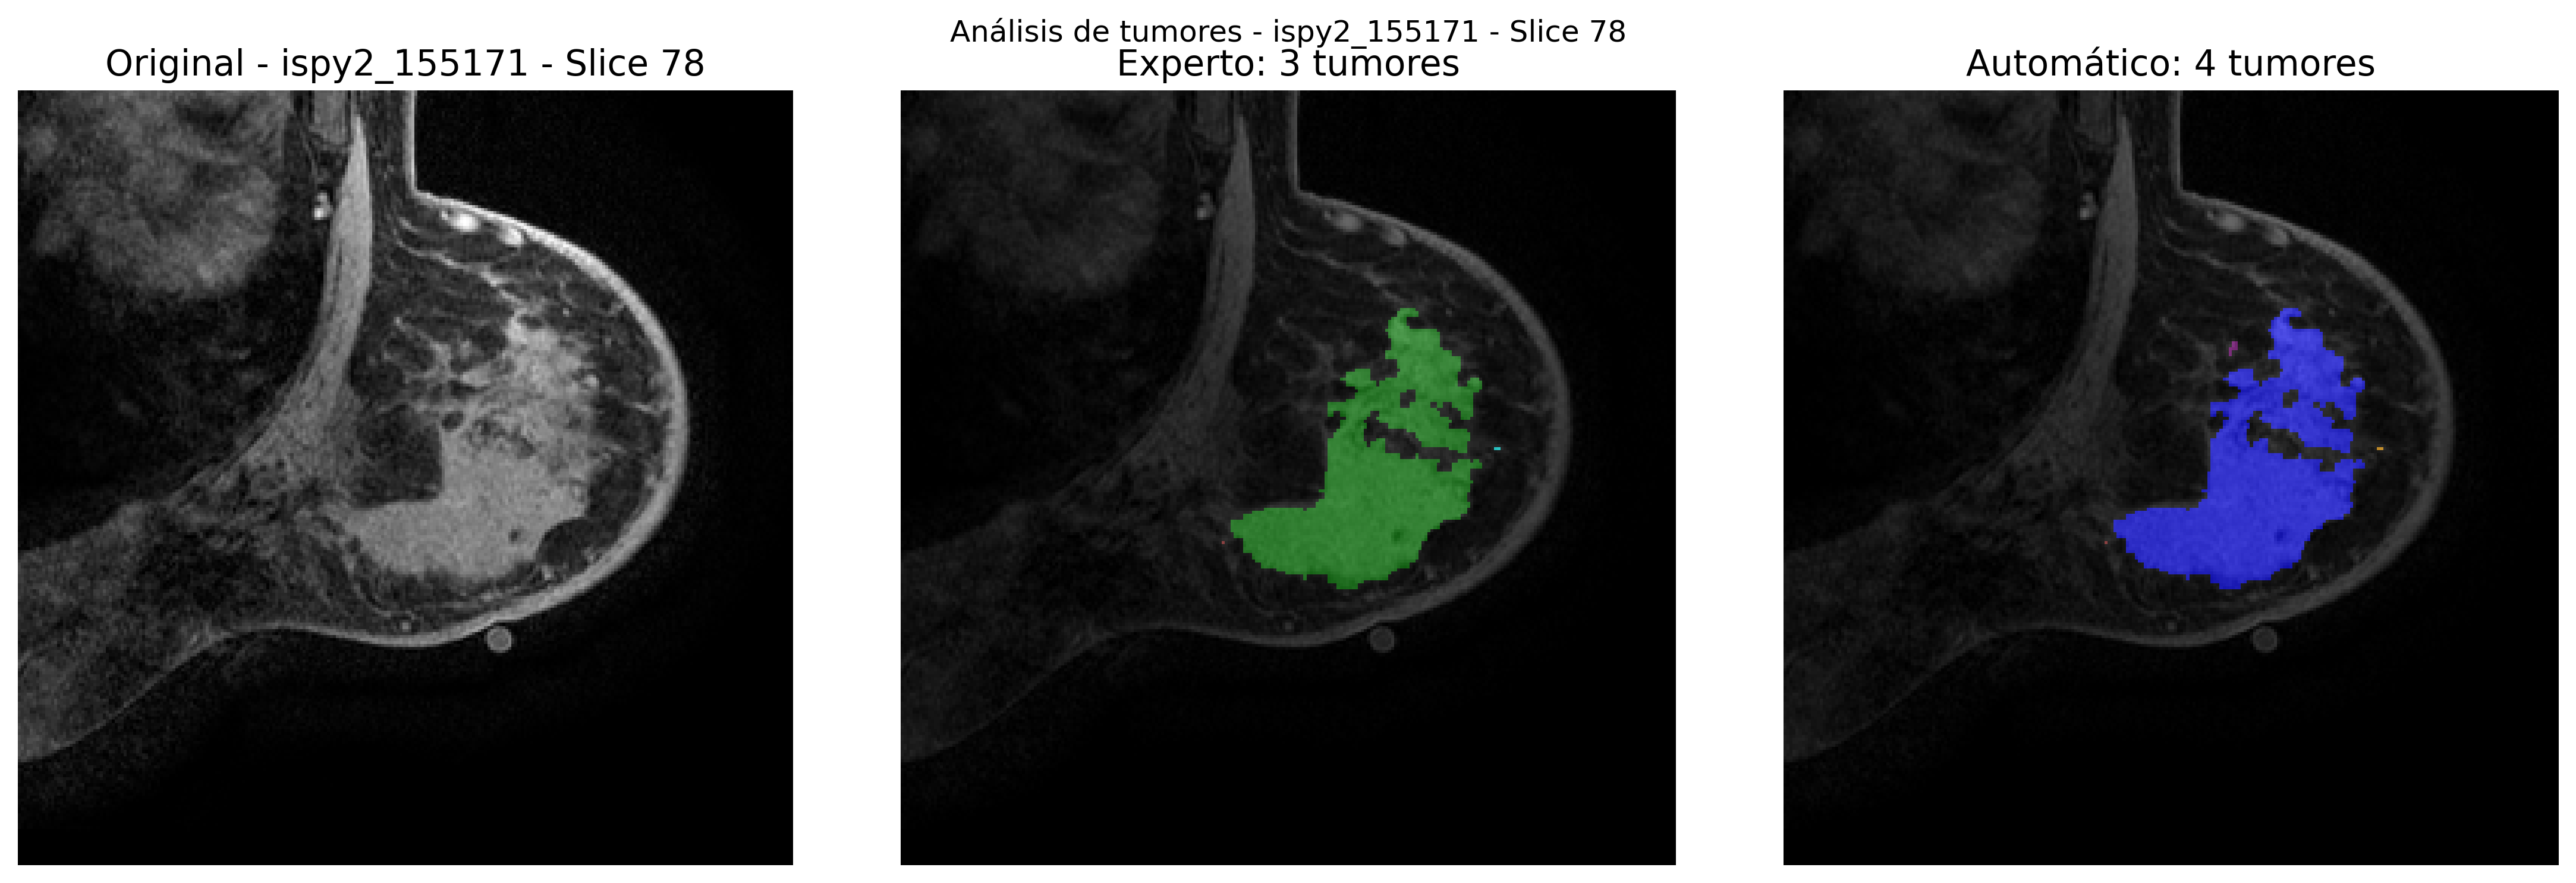 Análisis de tumores - ispy2_155171 - Slice 78
Original - ispy2_155171 - Slice 78
Experto: 3 tumores
Automático: 4 tumores